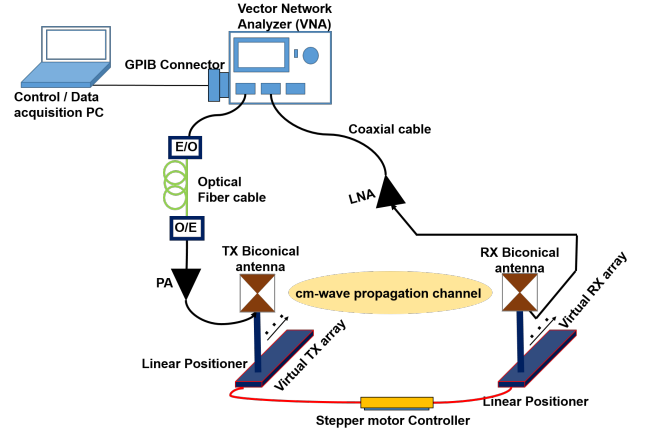 Vector Network
Analyzer (VNA)
GPIB Connector
Control / Data
acquisition PC
Coaxial cable
E/O
Optical
Fiber cable
LNA
O/E
TX Biconical
antenna
RX Biconical
antenna
PA
cm-wave propagation channel
Virtual RX array
Virtual TX array
Linear Positioner
Linear Positioner
Stepper motor Controller